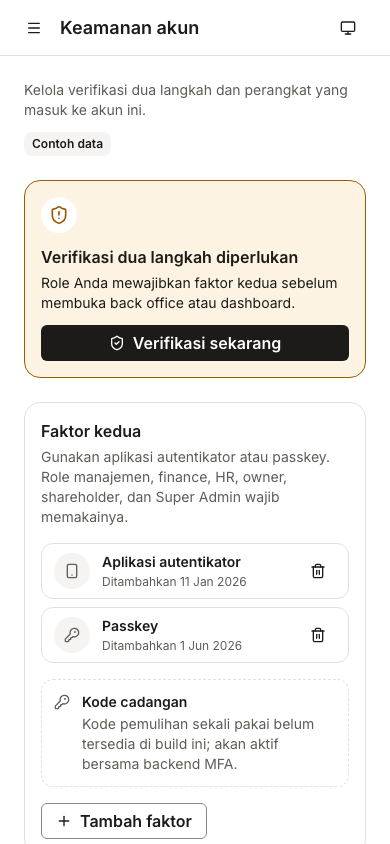 Keamanan akun
Kelola verifikasi dua langkah dan perangkat yang
masuk ke akun ini.
Contoh data
Verifikasi dua langkah diperlukan
Role Anda mewajibkan faktor kedua sebelum
membuka back office atau dashboard.
Verifikasi sekarang
Faktor kedua
Gunakan aplikasi autentikator atau passkey.
Role manajemen, finance, HR, owner,
shareholder, dan Super Admin wajib
memakainya.
Aplikasi autentikator
Ditambahkan 11 Jan 2026
Passkey
Ditambahkan 1 Jun 2026
Kode cadangan
Kode pemulihan sekali pakai belum
tersedia di build ini; akan aktif
bersama backend MFA.
Tambah faktor